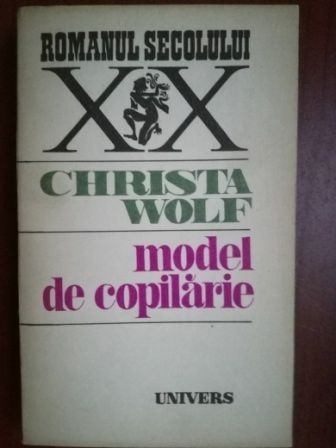 ROMANUL SECOLULUI
XX
CHRISTA
WOLF
model
de copilărie
UNIVERS